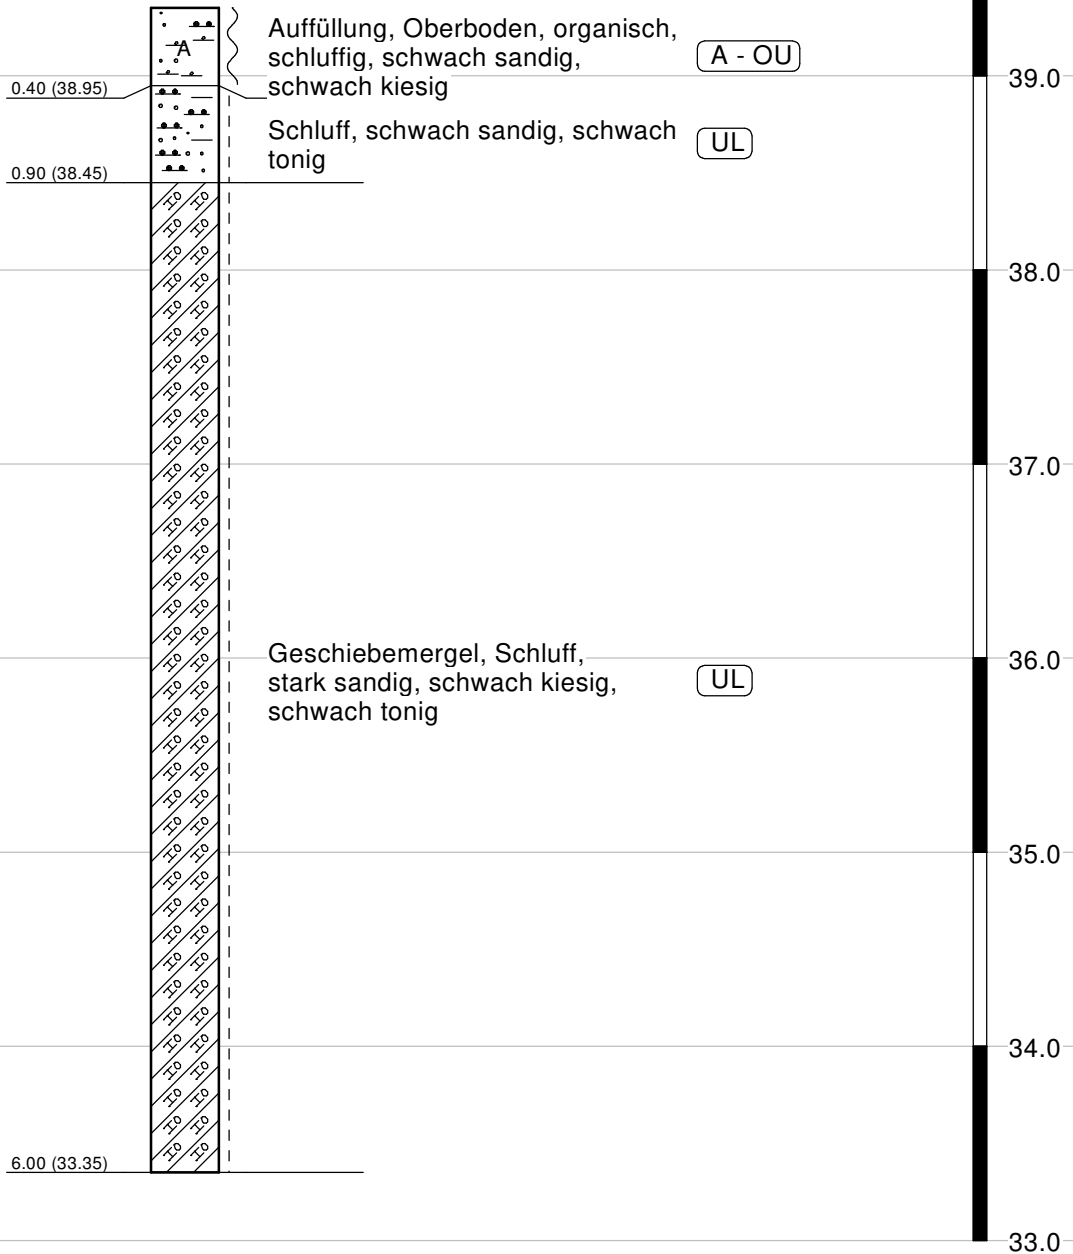 Auffüllung, Oberboden, organisch,
schluffig, schwach sandig,
schwach kiesig
A - OU
A
39.0
0.40 (38.95)
Schluff, schwach sandig, schwach
tonig
UL
0.90 (38.45)
38.0
37.0
Geschiebemergel, Schluff,
stark sandig, schwach kiesig,
schwach tonig
UL
36.0
35.0
34.0
6.00 (33.35)
33.0